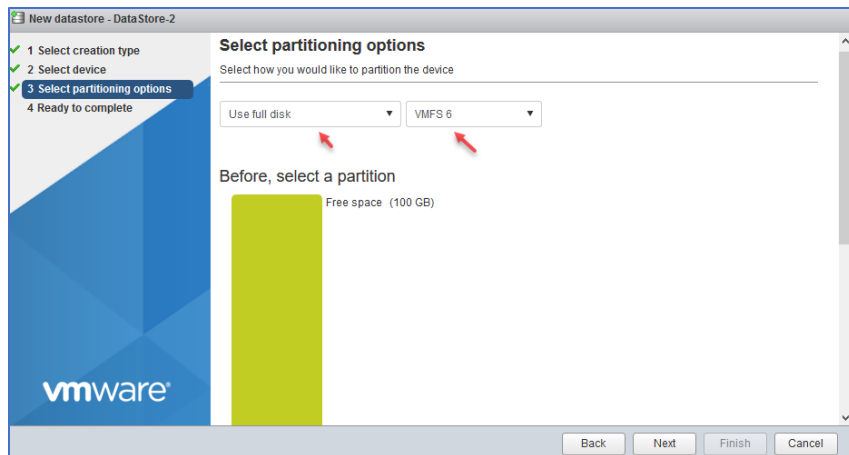 New datastore - DataStore-2
1 Select creation type
2 Select device
3 Select partitioning options
4 Ready to complete
Select partitioning options
Select how you would like to partition the device
Use full disk
VMFS 6
Before, select a partition
Free space (100 GB)
vmware®
Back Next Finish Cancel